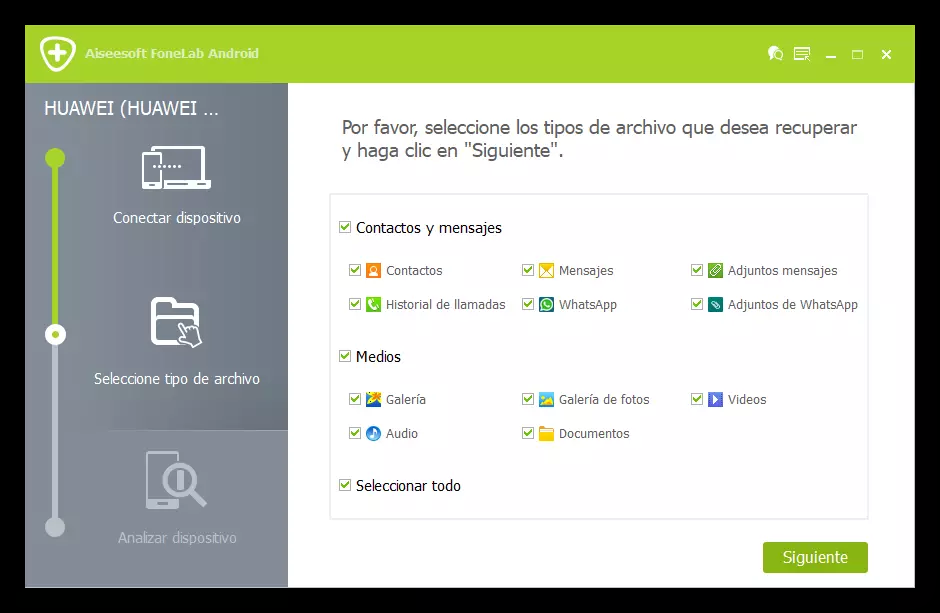 Aiseesoft FoneLab Android
HUAWEI (HUAWEI ...
Conectar dispositivo
Seleccione tipo de archivo
Analizar dispositivo
Por favor, seleccione los tipos de archivo que desea recuperar
y haga clic en "Siguiente".
Contactos y mensajes
Contactos Mensajes Adjuntos mensajes
Historial de llamadas WhatsApp Adjuntos de WhatsApp
Medios
Galería Galería de fotos Videos
Audio Documentos
Seleccionar todo
Siguiente